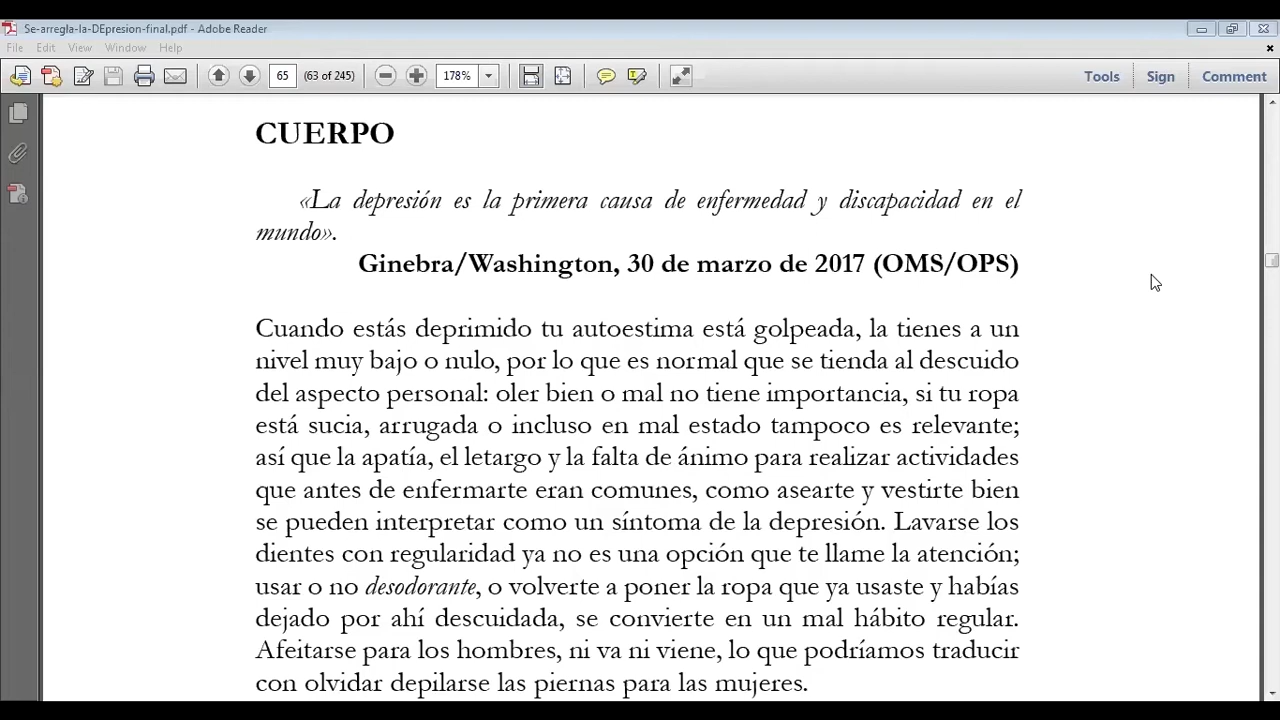 Se-arregla-la-DEpresion-final.pdf - Adobe Reader
File Edit View Window Help
65 (63 of 245) 178% Tools Sign Comment
CUERPO
«La depresión es la primera causa de enfermedad y discapacidad en el
mundo».
Ginebra/Washington, 30 de marzo de 2017 (OMS/OPS)
Cuando estás deprimido tu autoestima está golpeada, la tienes a un
nivel muy bajo o nulo, por lo que es normal que se tienda al descuido
del aspecto personal: oler bien o mal no tiene importancia, si tu ropa
está sucia, arrugada o incluso en mal estado tampoco es relevante;
así que la apatía, el letargo y la falta de ánimo para realizar actividades
que antes de enfermarte eran comunes, como asearte y vestirte bien
se pueden interpretar como un síntoma de la depresión. Lavarse los
dientes con regularidad ya no es una opción que te llame la atención;
usar o no desodorante, o volverte a poner la ropa que ya usaste y habías
dejado por ahí descuidada, se convierte en un mal hábito regular.
Afeitarse para los hombres, ni va ni viene, lo que podríamos traducir
con olvidar depilarse las piernas para las mujeres.